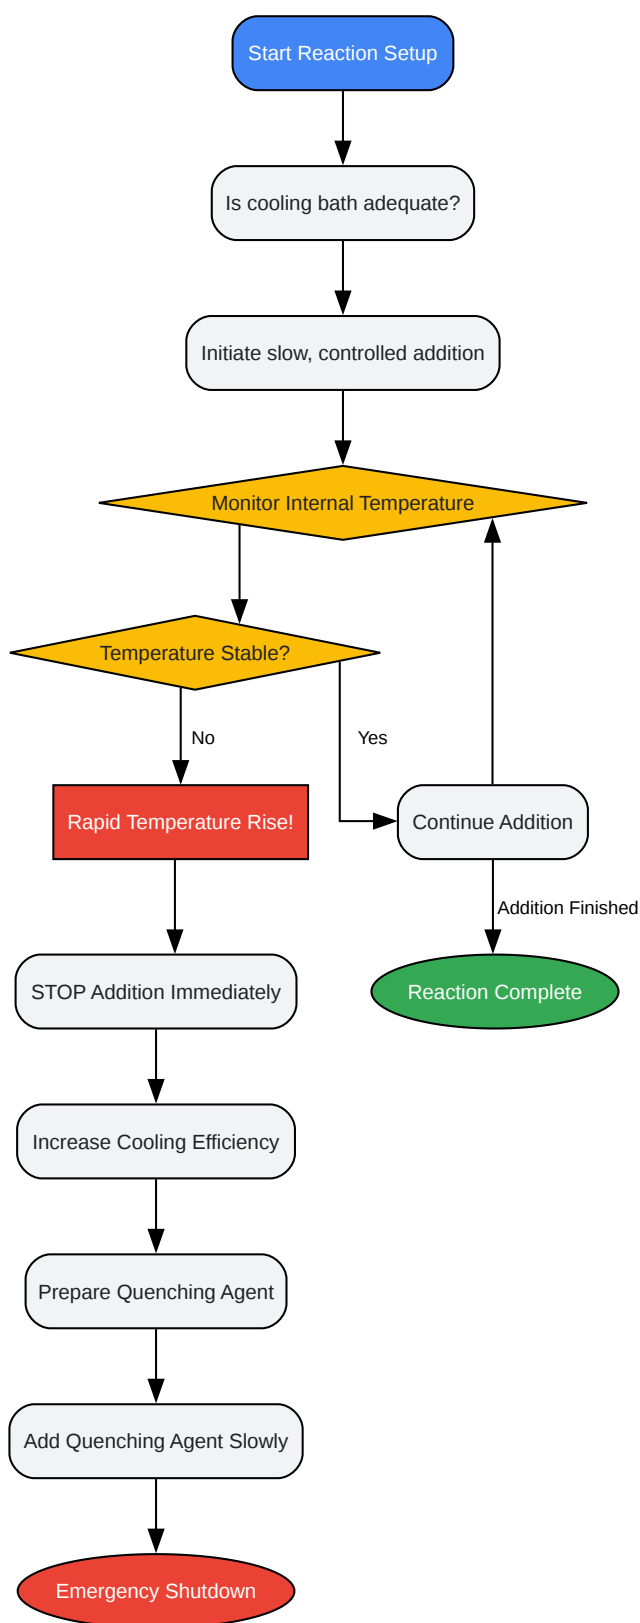 Start Reaction Setup
Is cooling bath adequate?
Initiate slow, controlled addition
Monitor Internal Temperature
Temperature Stable?
No
Yes
Rapid Temperature Rise!
Continue Addition
Addition Finished
STOP Addition Immediately
Reaction Complete
Increase Cooling Efficiency
Prepare Quenching Agent
Add Quenching Agent Slowly
Emergency Shutdown